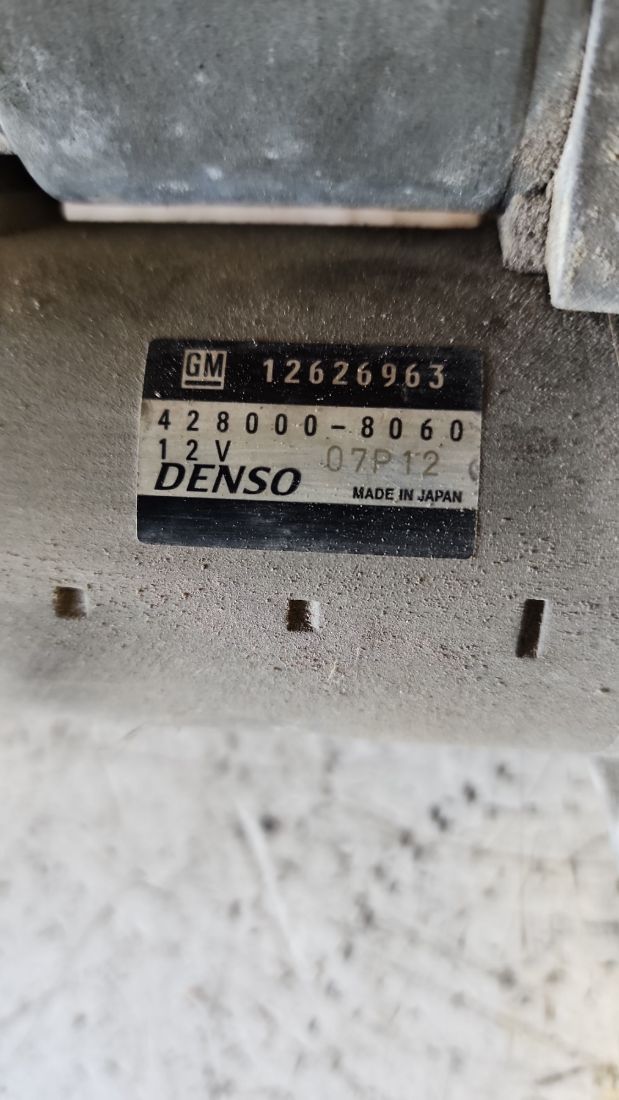 GM 12626963
428000-8060
12V 07P12
DENSO MADE IN JAPAN